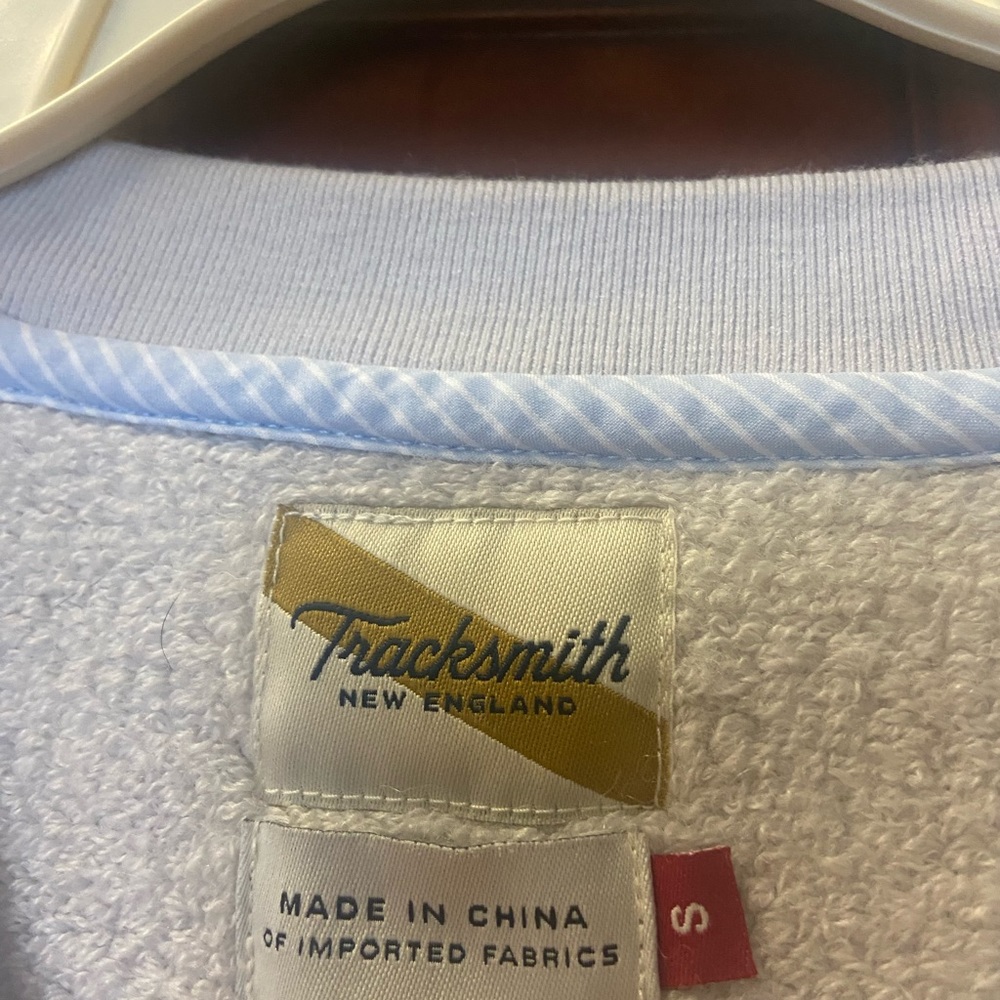 Tracksmith
NEW ENGLAND
MADE IN CHINA
OF IMPORTED FABRICS
S